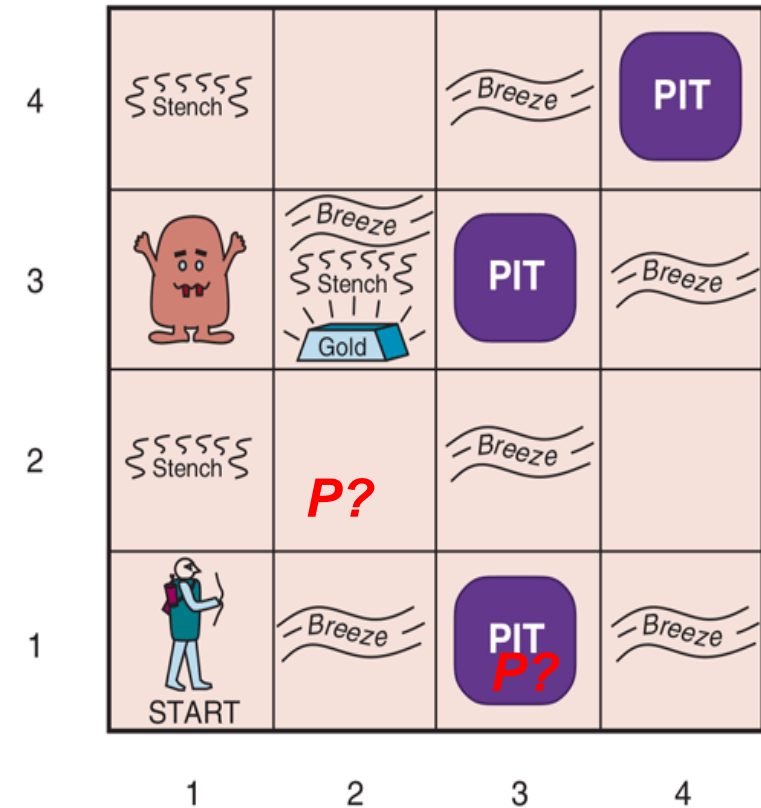 4
Stench
Breeze
PIT
3
Breeze
Stench
Gold
PIT
Breeze
2
Stench
P?
Breeze
1
START
Breeze
PIT
P?
Breeze
1 2 3 4